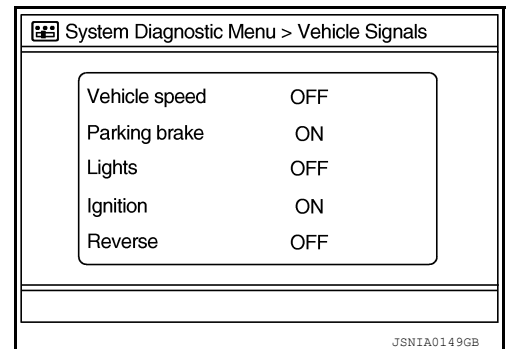 System Diagnostic Menu > Vehicle Signals
Vehicle speed OFF
Parking brake ON
Lights OFF
Ignition ON
Reverse OFF
JSNIA0149GB